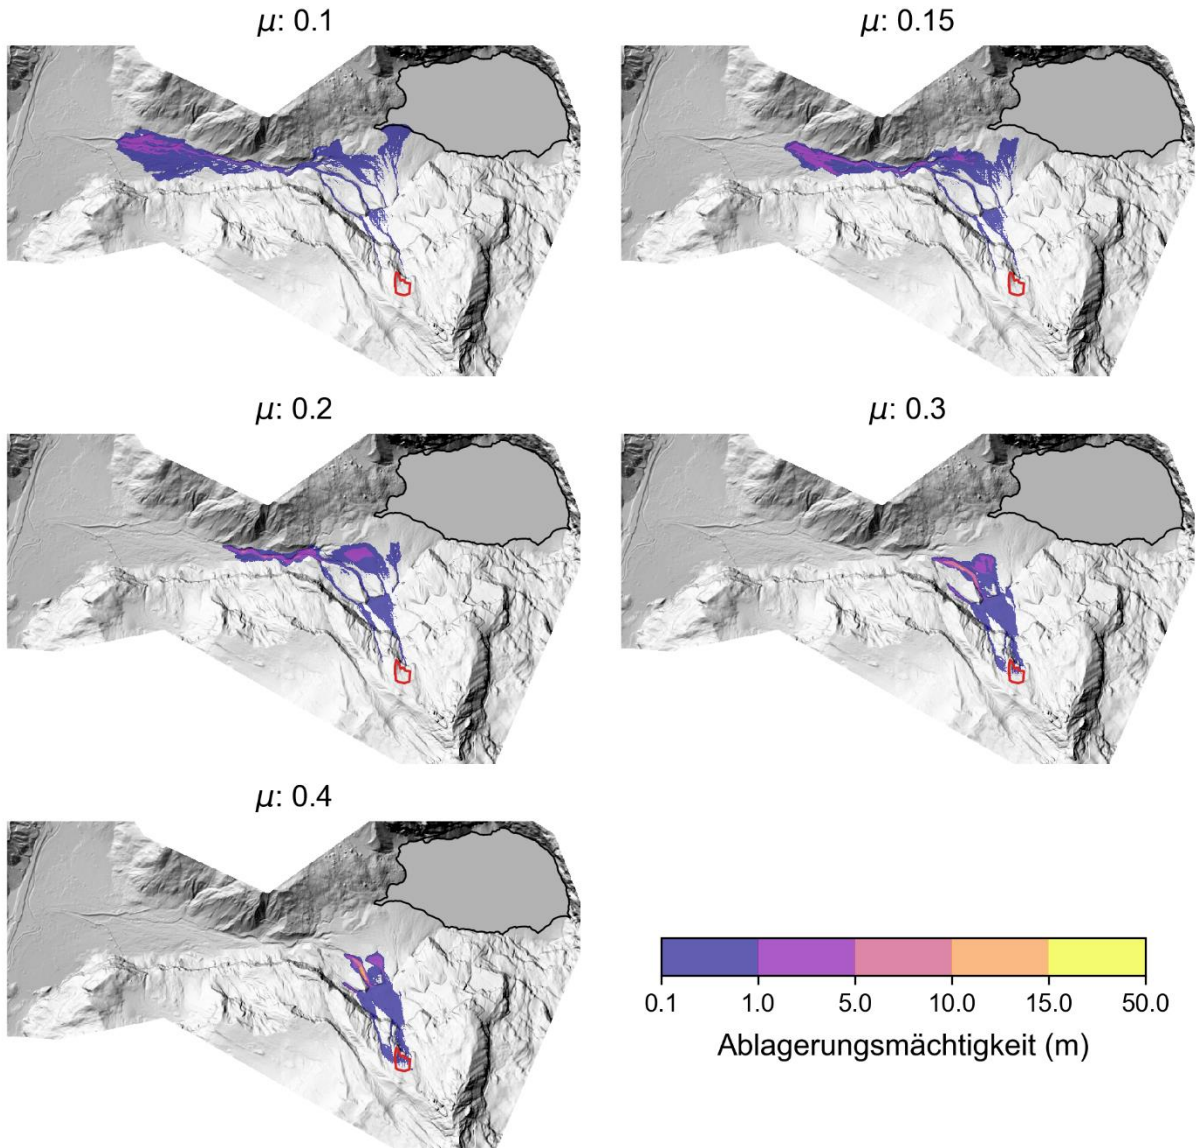 μ: 0.1
μ: 0.15
μ: 0.2
μ: 0.3
μ: 0.4
0.1 1.0 5.0 10.0 15.0 50.0
Ablagerungsmächtigkeit (m)